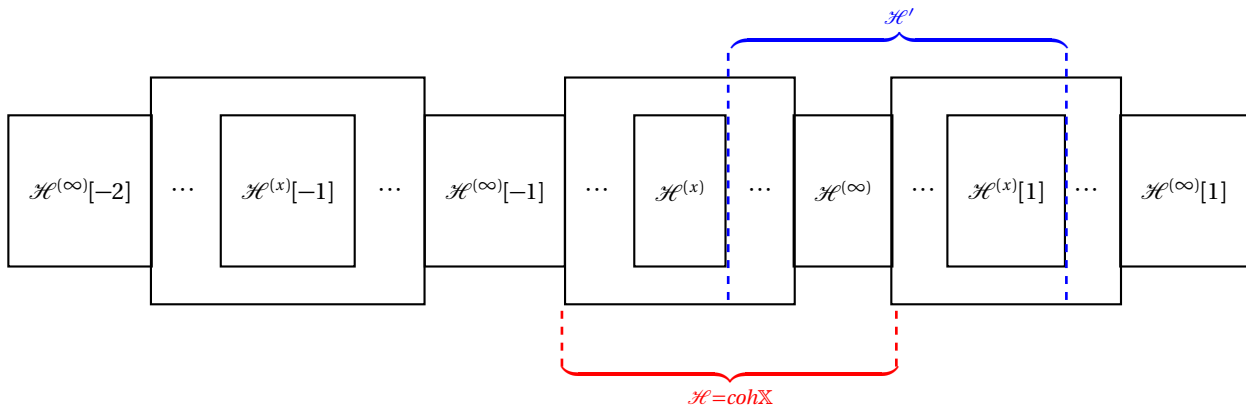 ℋ′
ℋ^(∞)[−2] ⋯ ℋ^(x)[−1] ⋯ ℋ^(∞)[−1] ⋯ ℋ^(x) ⋯ ℋ^(∞) ⋯ ℋ^(x)[1] ⋯ ℋ^(∞)[1]
ℋ=coh𝕏